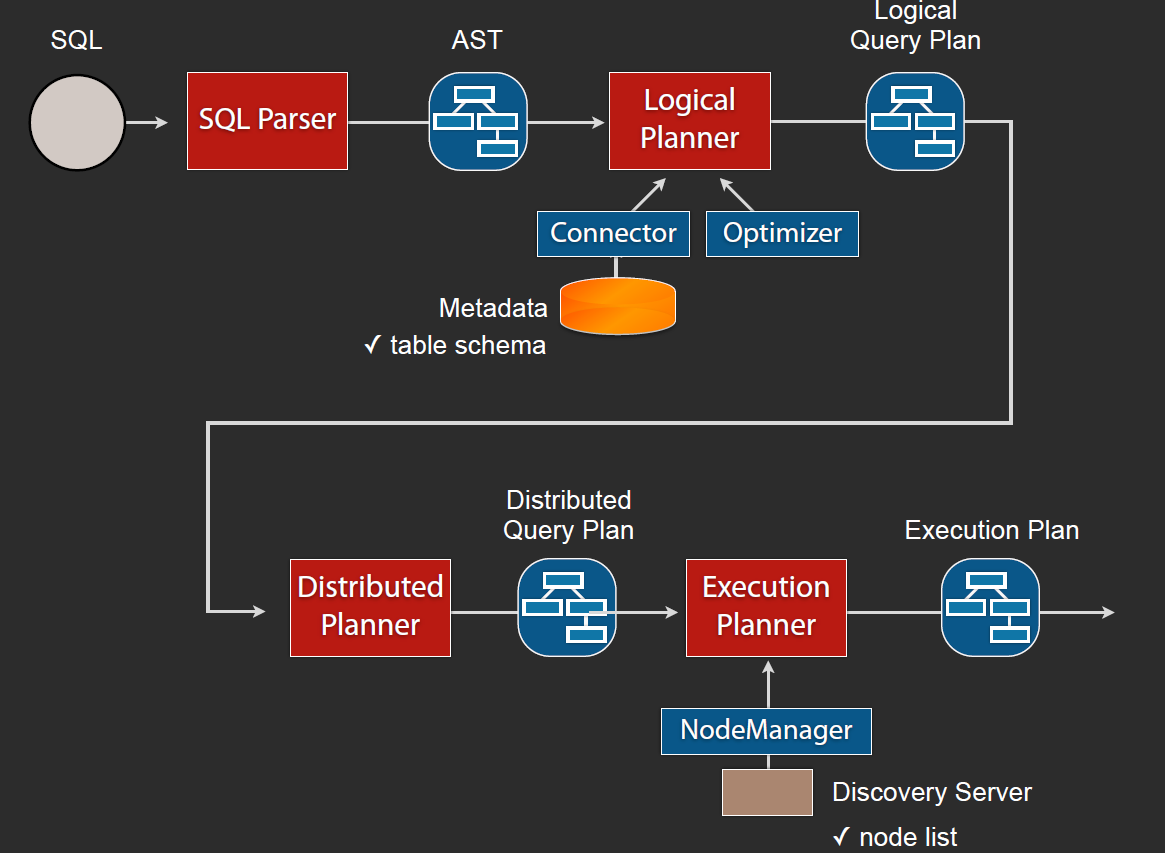 SQL
AST
Logical
Query Plan
SQL Parser
Logical
Planner
Connector
Optimizer
Metadata
✓ table schema
Distributed
Query Plan
Execution Plan
Distributed
Planner
Execution
Planner
NodeManager
Discovery Server
✓ node list